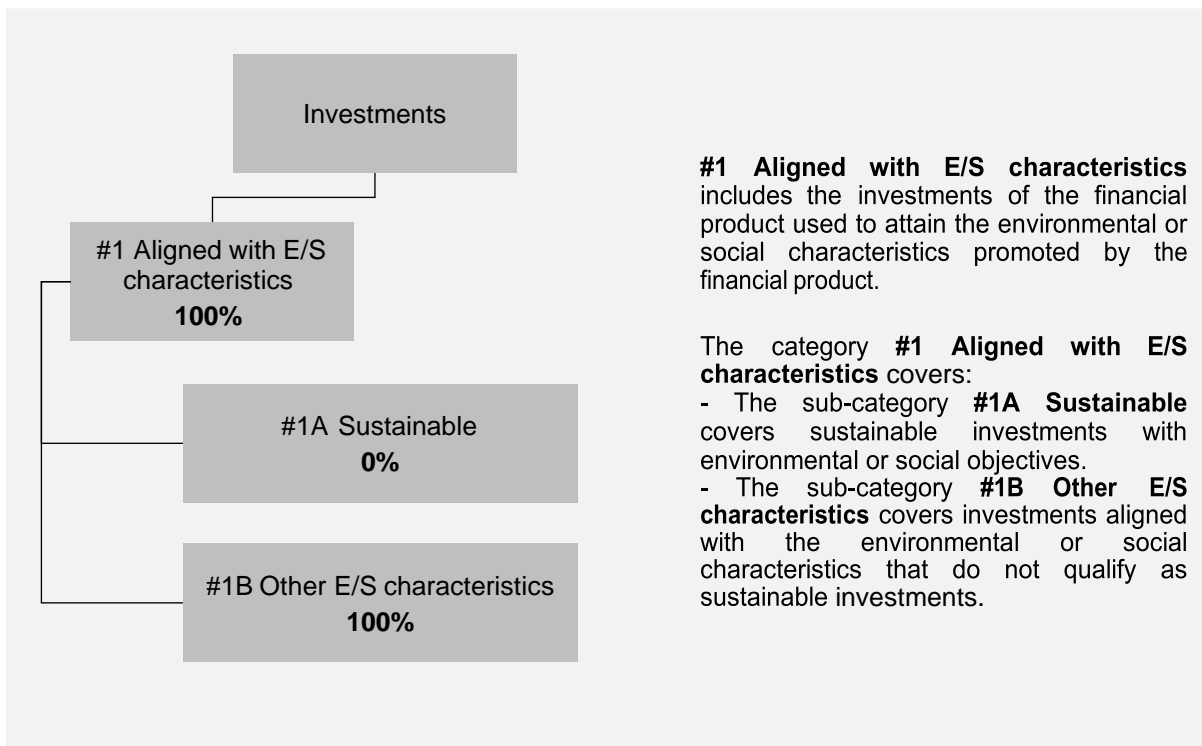 Investments
#1 Aligned with E/S
characteristics
100%
#1A Sustainable
0%
#1B Other E/S characteristics
100%
#1 Aligned with E/S characteristics
includes the investments of the financial
product used to attain the environmental or
social characteristics promoted by the
financial product.
The category #1 Aligned with E/S
characteristics covers:
- The sub-category #1A Sustainable
covers sustainable investments with
environmental or social objectives.
- The sub-category #1B Other E/S
characteristics covers investments aligned
with the environmental or social
characteristics that do not qualify as
sustainable investments.